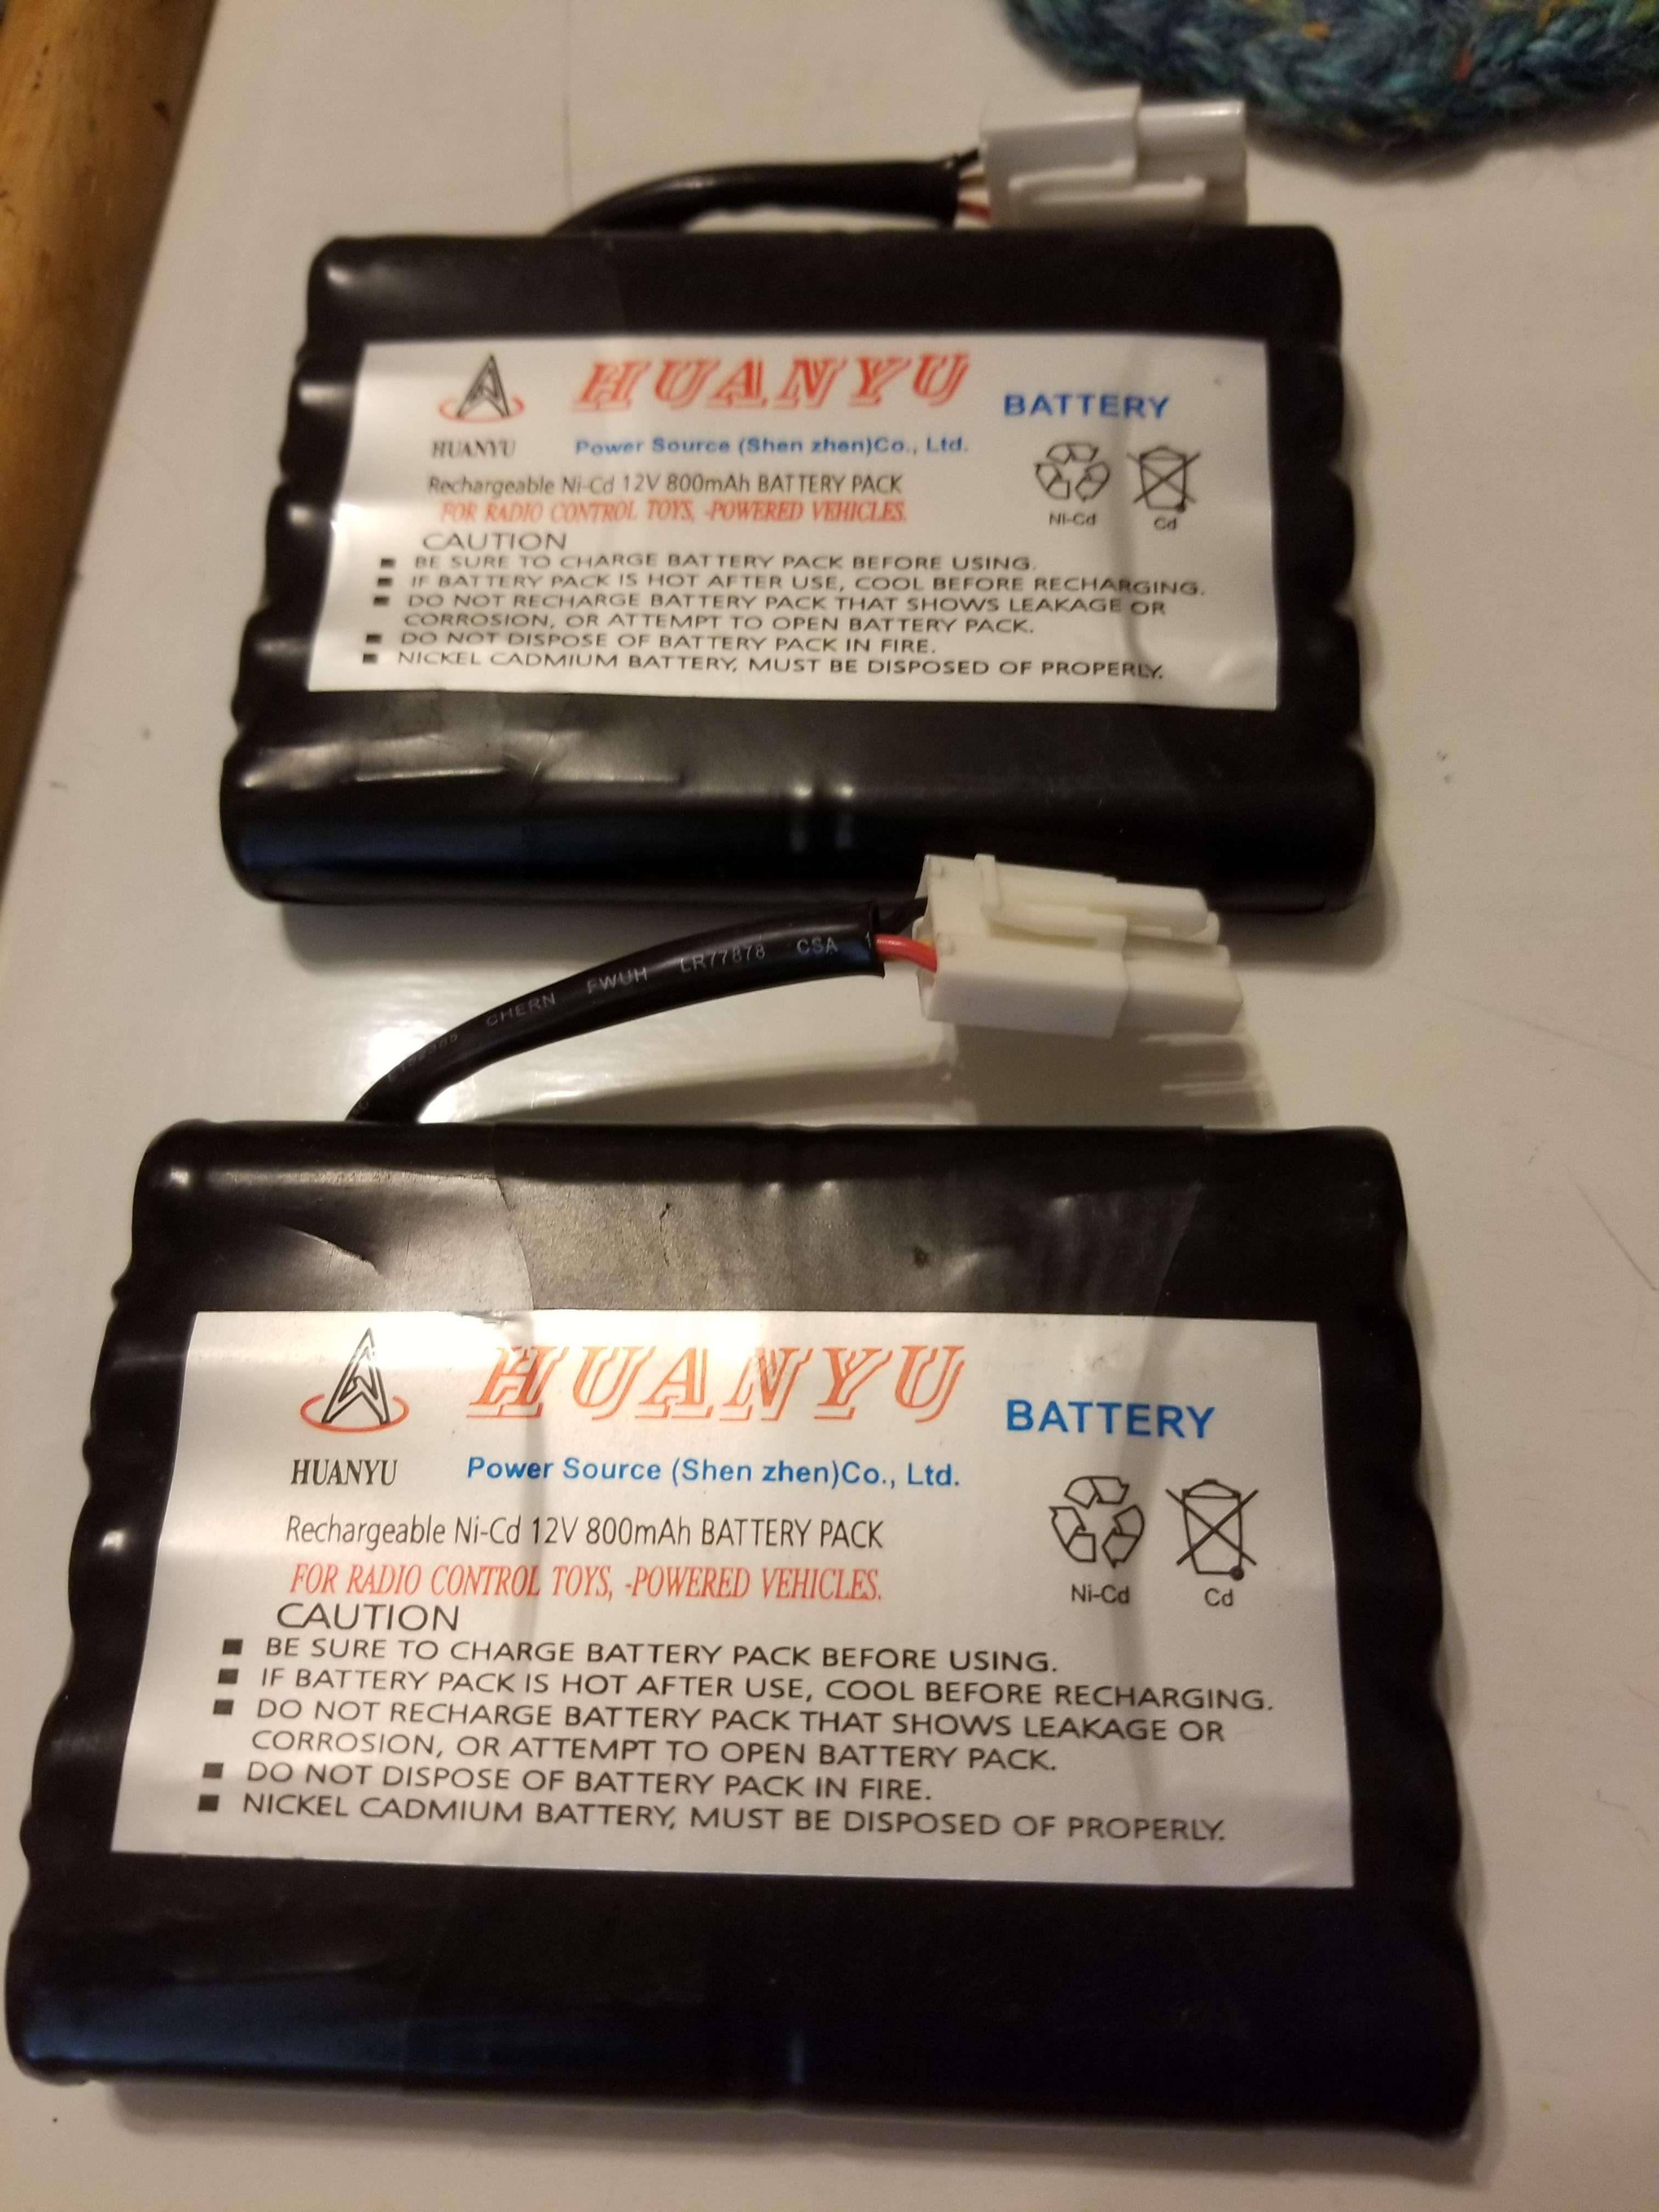 HUANYU
BATTERY
HUANYU
Power Source (Shen zhen)Co., Ltd.
Rechargeable Ni-Cd 12V 800mAh BATTERY PACK
FOR RADIO CONTROL TOYS, -POWERED VEHICLES.
Ni-Cd
Cd
CAUTION
■ BE SURE TO CHARGE BATTERY PACK BEFORE USING.
■ IF BATTERY PACK IS HOT AFTER USE, COOL BEFORE RECHARGING.
■ DO NOT RECHARGE BATTERY PACK THAT SHOWS LEAKAGE OR
CORROSION, OR ATTEMPT TO OPEN BATTERY PACK.
■ DO NOT DISPOSE OF BATTERY PACK IN FIRE.
■ NICKEL CADMIUM BATTERY, MUST BE DISPOSED OF PROPERLY.
CHERN FWUH LR77878 CSA
HUANYU
BATTERY
HUANYU
Power Source (Shen zhen)Co., Ltd.
Rechargeable Ni-Cd 12V 800mAh BATTERY PACK
FOR RADIO CONTROL TOYS, -POWERED VEHICLES.
Ni-Cd
Cd
CAUTION
■ BE SURE TO CHARGE BATTERY PACK BEFORE USING.
■ IF BATTERY PACK IS HOT AFTER USE, COOL BEFORE RECHARGING.
■ DO NOT RECHARGE BATTERY PACK THAT SHOWS LEAKAGE OR
CORROSION, OR ATTEMPT TO OPEN BATTERY PACK.
■ DO NOT DISPOSE OF BATTERY PACK IN FIRE.
■ NICKEL CADMIUM BATTERY, MUST BE DISPOSED OF PROPERLY.